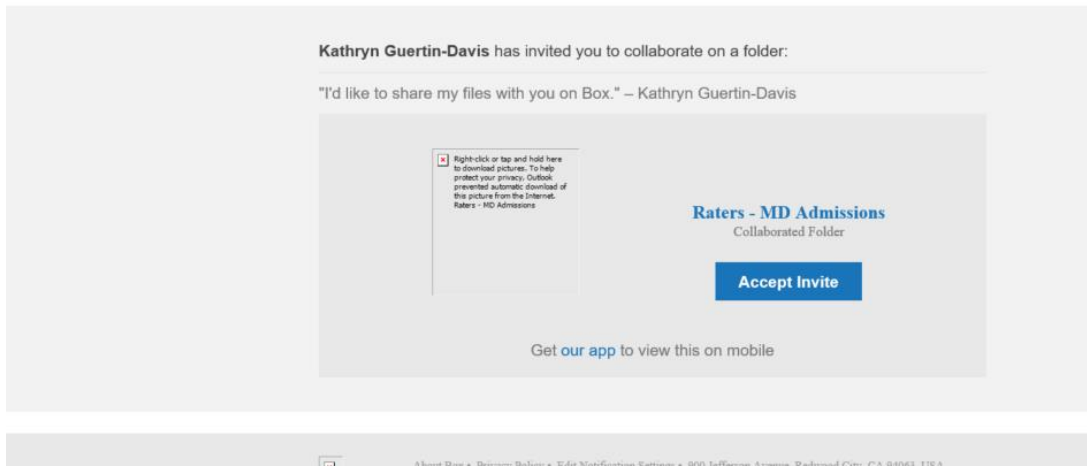 Kathryn Guertin-Davis has invited you to collaborate on a folder:
"I'd like to share my files with you on Box." – Kathryn Guertin-Davis
Right-click or tap and hold here
to download pictures. To help
protect your privacy, Outlook
prevented automatic download of
this picture from the Internet.
Raters - MD Admissions
Raters - MD Admissions
Collaborated Folder
Accept Invite
Get our app to view this on mobile
About Box • Privacy Policy • Edit Notification Settings • 900 Jefferson Avenue, Redwood City, CA 94063, USA